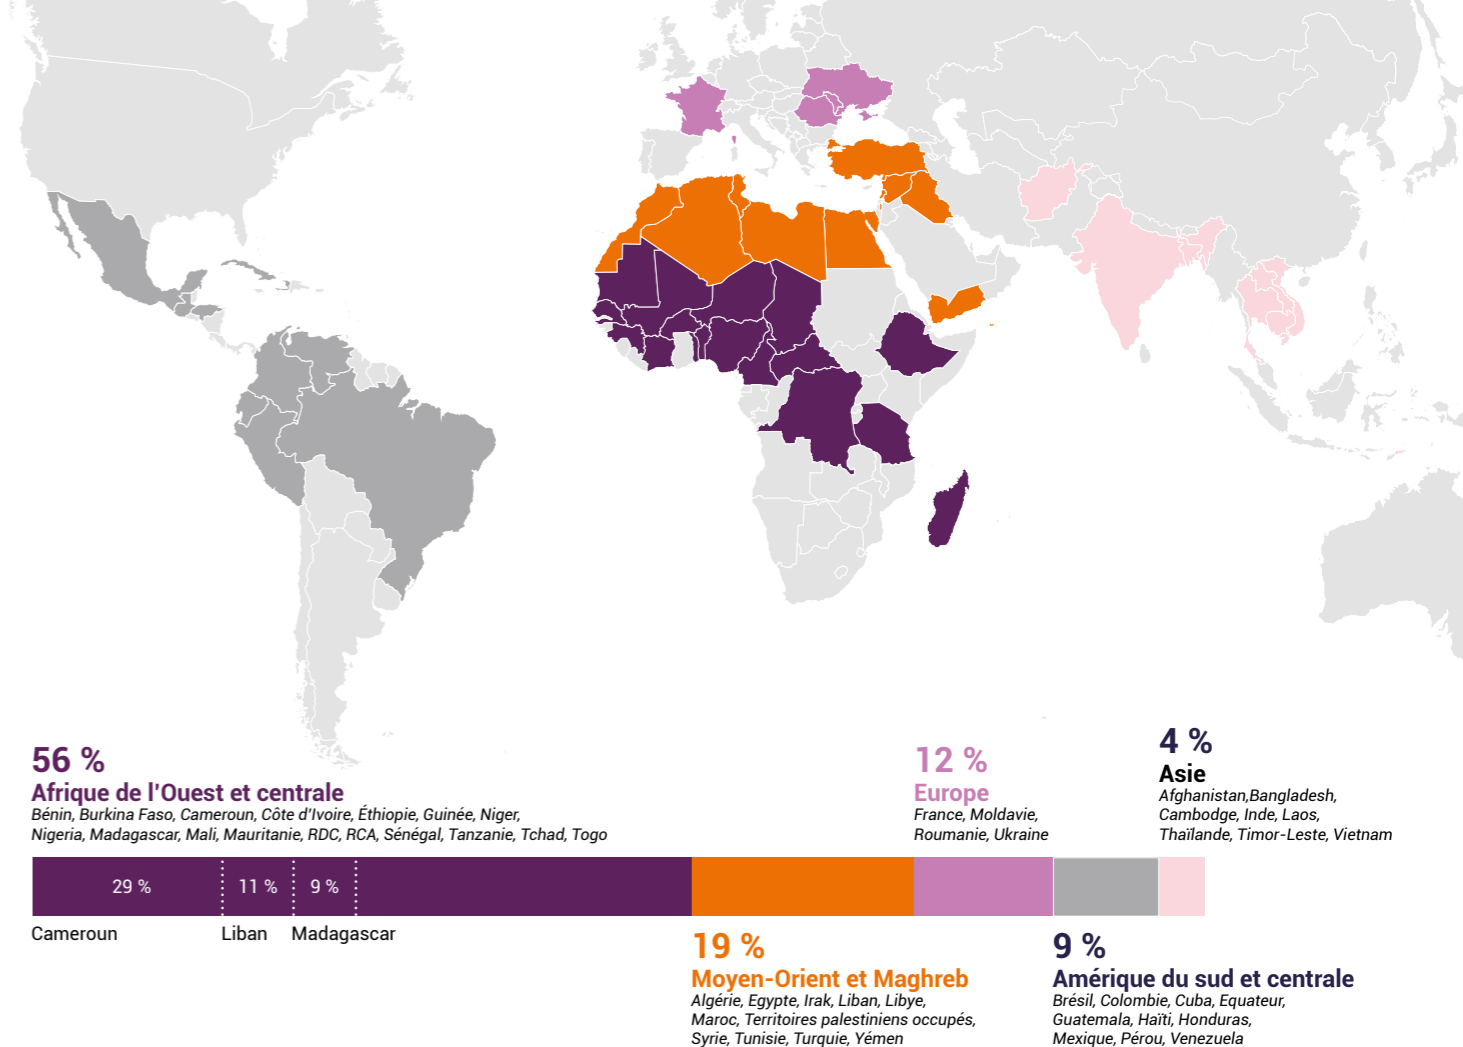 56 %
Afrique de l'Ouest et centrale
Bénin, Burkina Faso, Cameroun, Côte d'Ivoire, Éthiopie, Guinée, Niger,
Nigeria, Madagascar, Mali, Mauritanie, RDC, RCA, Sénégal, Tanzanie, Tchad, Togo
12 %
Europe
France, Moldavie,
Roumanie, Ukraine
4 %
Asie
Afghanistan,Bangladesh,
Cambodge, Inde, Laos,
Thaïlande, Timor-Leste, Vietnam
29 %
11 %
9 %
Cameroun
Liban
Madagascar
19 %
Moyen-Orient et Maghreb
Algérie, Egypte, Irak, Liban, Libye,
Maroc, Territoires palestiniens occupés,
Syrie, Tunisie, Turquie, Yémen
9 %
Amérique du sud et centrale
Brésil, Colombie, Cuba, Equateur,
Guatemala, Haïti, Honduras,
Mexique, Pérou, Venezuela